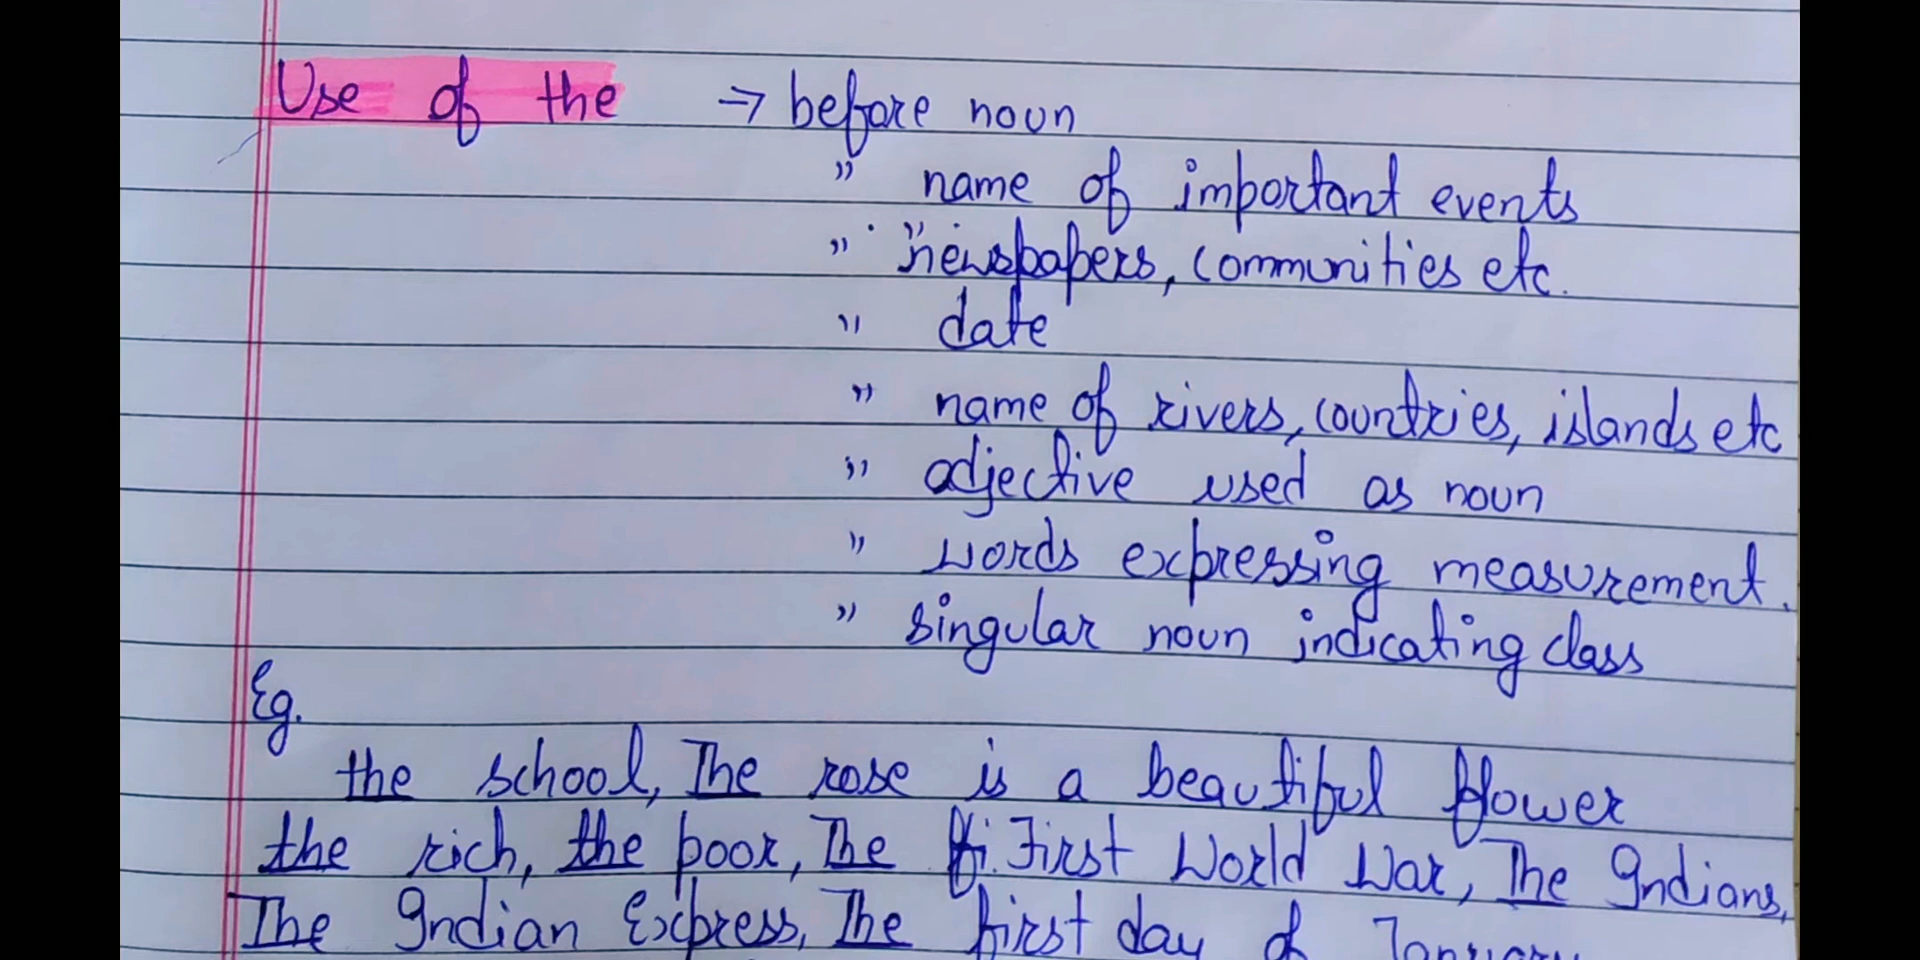 Use of the → before noun
" name of important events
" " newspapers, communities etc.
" date
" name of rivers, countries, islands etc
" adjective used as noun
" words expressing measurement.
" singular noun indicating class
Eg.
the school, The rose is a beautiful flower
the rich, the poor, The First World War, The Indians,
The Indian Express, The first day of January